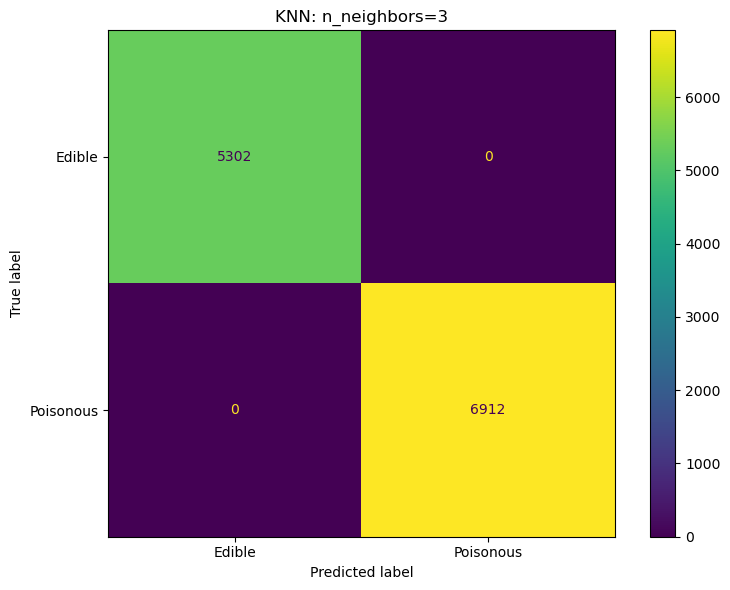 KNN: n_neighbors=3
True label
Edible
5302
0
Poisonous
0
6912
Edible
Poisonous
Predicted label
6000
5000
4000
3000
2000
1000
0